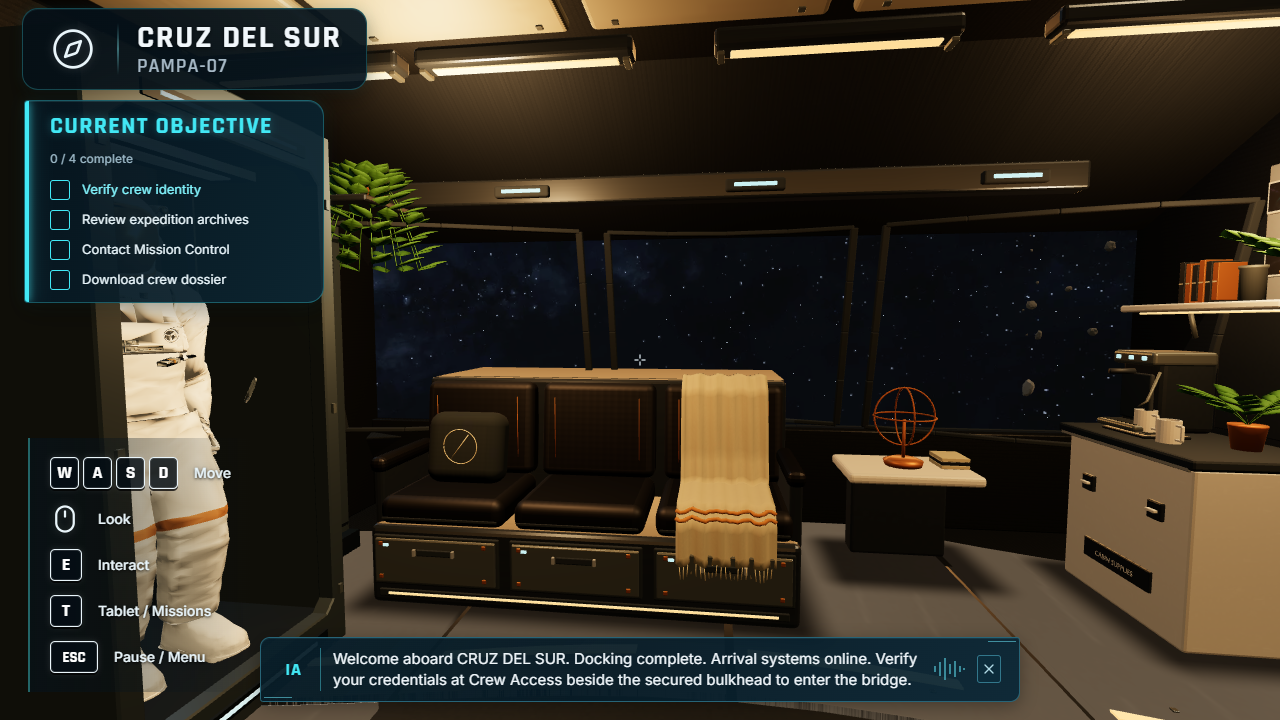 CRUZ DEL SUR
PAMPA-07
CURRENT OBJECTIVE
0 / 4 complete
Verify crew identity
Review expedition archives
Contact Mission Control
Download crew dossier
W A S D Move
Look
E Interact
T Tablet / Missions
ESC Pause / Menu
CABIN SUPPLIES
IA
Welcome aboard CRUZ DEL SUR. Docking complete. Arrival systems online. Verify
your credentials at Crew Access beside the secured bulkhead to enter the bridge.